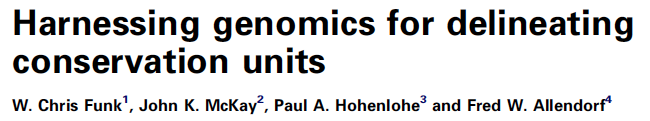 Harnessing genomics for delineating
conservation units
W. Chris Funk1, John K. McKay2, Paul A. Hohenlohe3 and Fred W. Allendorf4